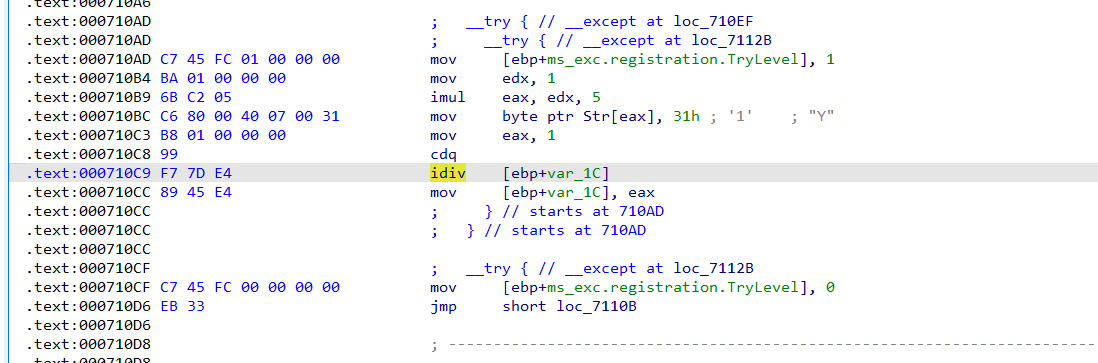 .text:000710A6
.text:000710AD ;   __try { // __except at loc_710EF
.text:000710AD ;     __try { // __except at loc_7112B
.text:000710AD C7 45 FC 01 00 00 00 mov [ebp+ms_exc.registration.TryLevel], 1
.text:000710B4 BA 01 00 00 00 mov edx, 1
.text:000710B9 6B C2 05 imul eax, edx, 5
.text:000710BC C6 80 00 40 07 00 31 mov byte ptr Str[eax], 31h ; '1' ; "Y"
.text:000710C3 B8 01 00 00 00 mov eax, 1
.text:000710C8 99 cdq
.text:000710C9 F7 7D E4 idiv [ebp+var_1C]
.text:000710CC 89 45 E4 mov [ebp+var_1C], eax
.text:000710CC ;     } // starts at 710AD
.text:000710CC ;   } // starts at 710AD
.text:000710CC
.text:000710CF ;   __try { // __except at loc_7112B
.text:000710CF C7 45 FC 00 00 00 00 mov [ebp+ms_exc.registration.TryLevel], 0
.text:000710D6 EB 33 jmp short loc_7110B
.text:000710D6
.text:000710D8 ; ---------------------------------------------------------------------------
.text:000710D8